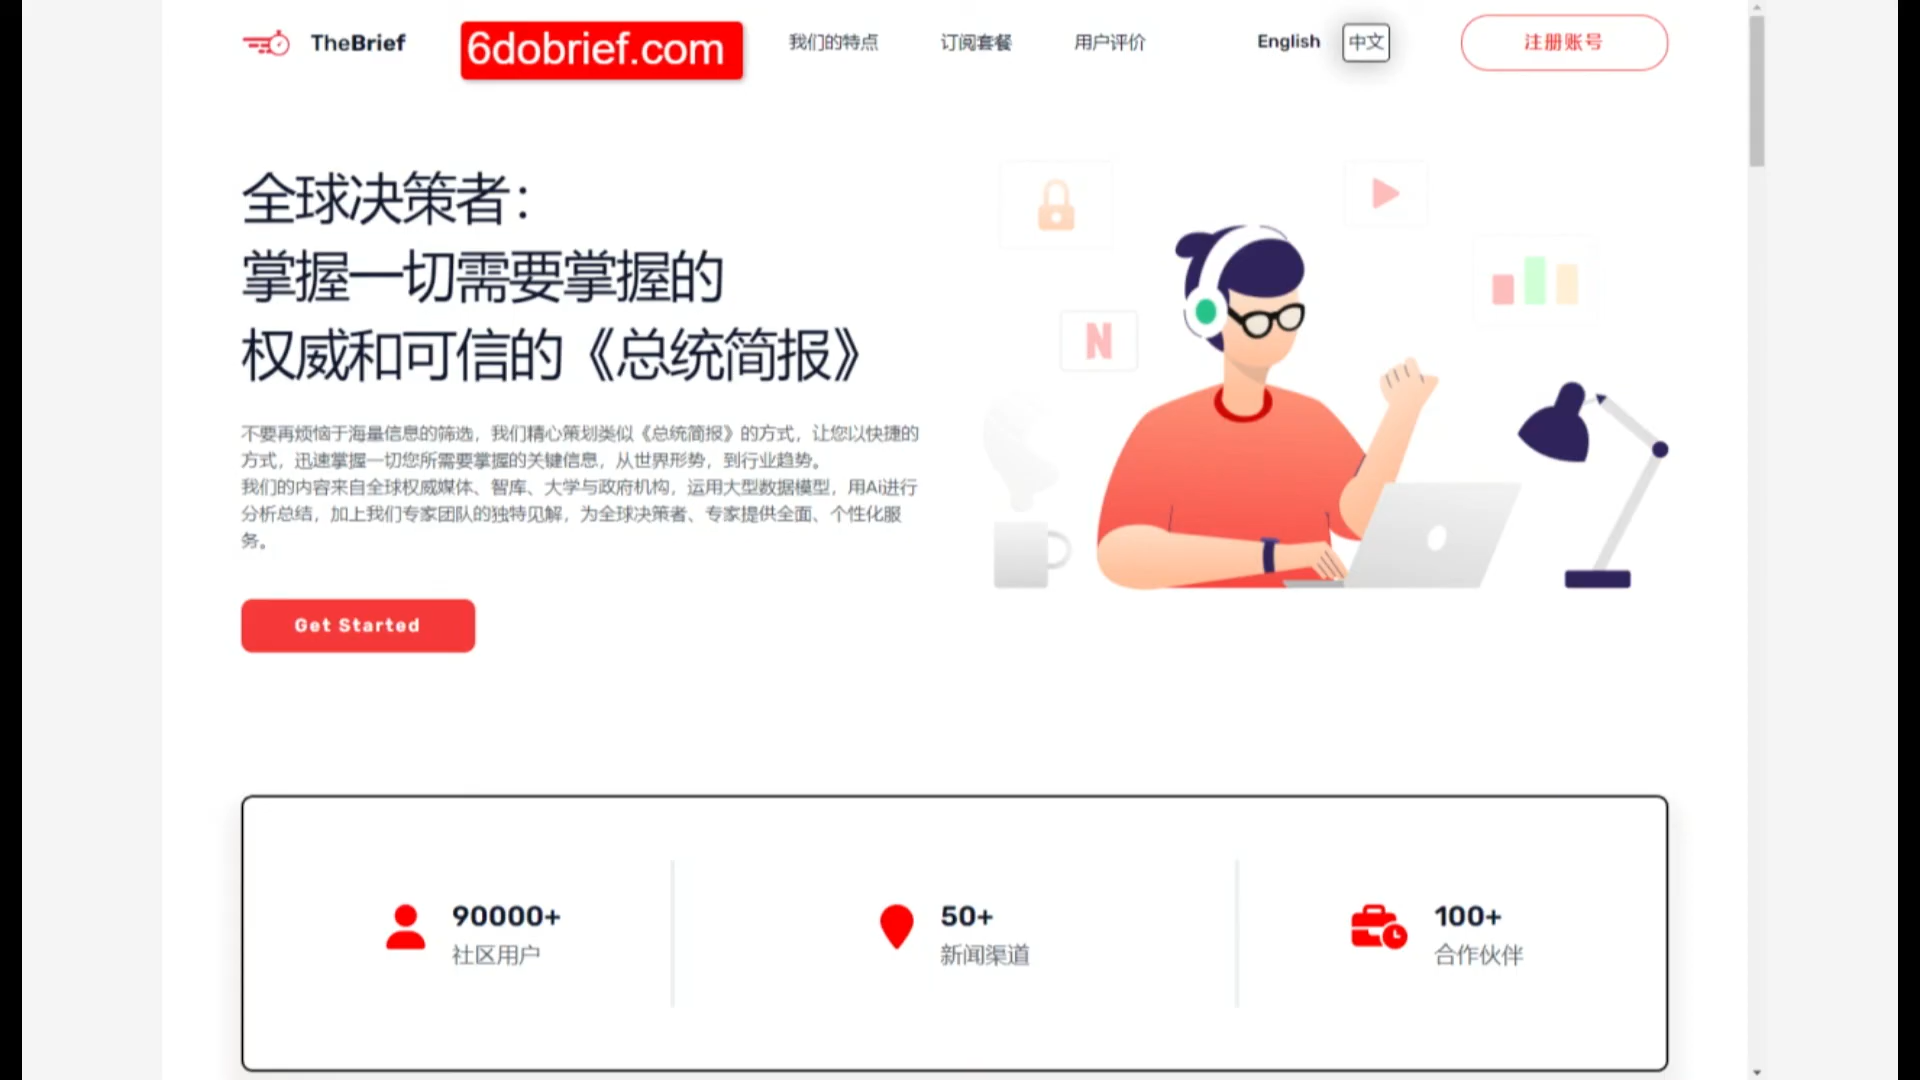 TheBrief
6dobrief.com
我们的特点
订阅套餐
用户评价
English
中文
注册账号
全球决策者：
掌握一切需要掌握的
权威和可信的《总统简报》
不要再烦恼于海量信息的筛选，我们精心策划类似《总统简报》的方式，让您以快捷的
方式，迅速掌握一切您所需要掌握的关键信息，从世界形势，到行业趋势。
我们的内容来自全球权威媒体、智库、大学与政府机构，运用大型数据模型，用Ai进行
分析总结，加上我们专家团队的独特见解，为全球决策者、专家提供全面、个性化服
务。
N
Get Started
90000+
社区用户
50+
新闻渠道
100+
合作伙伴